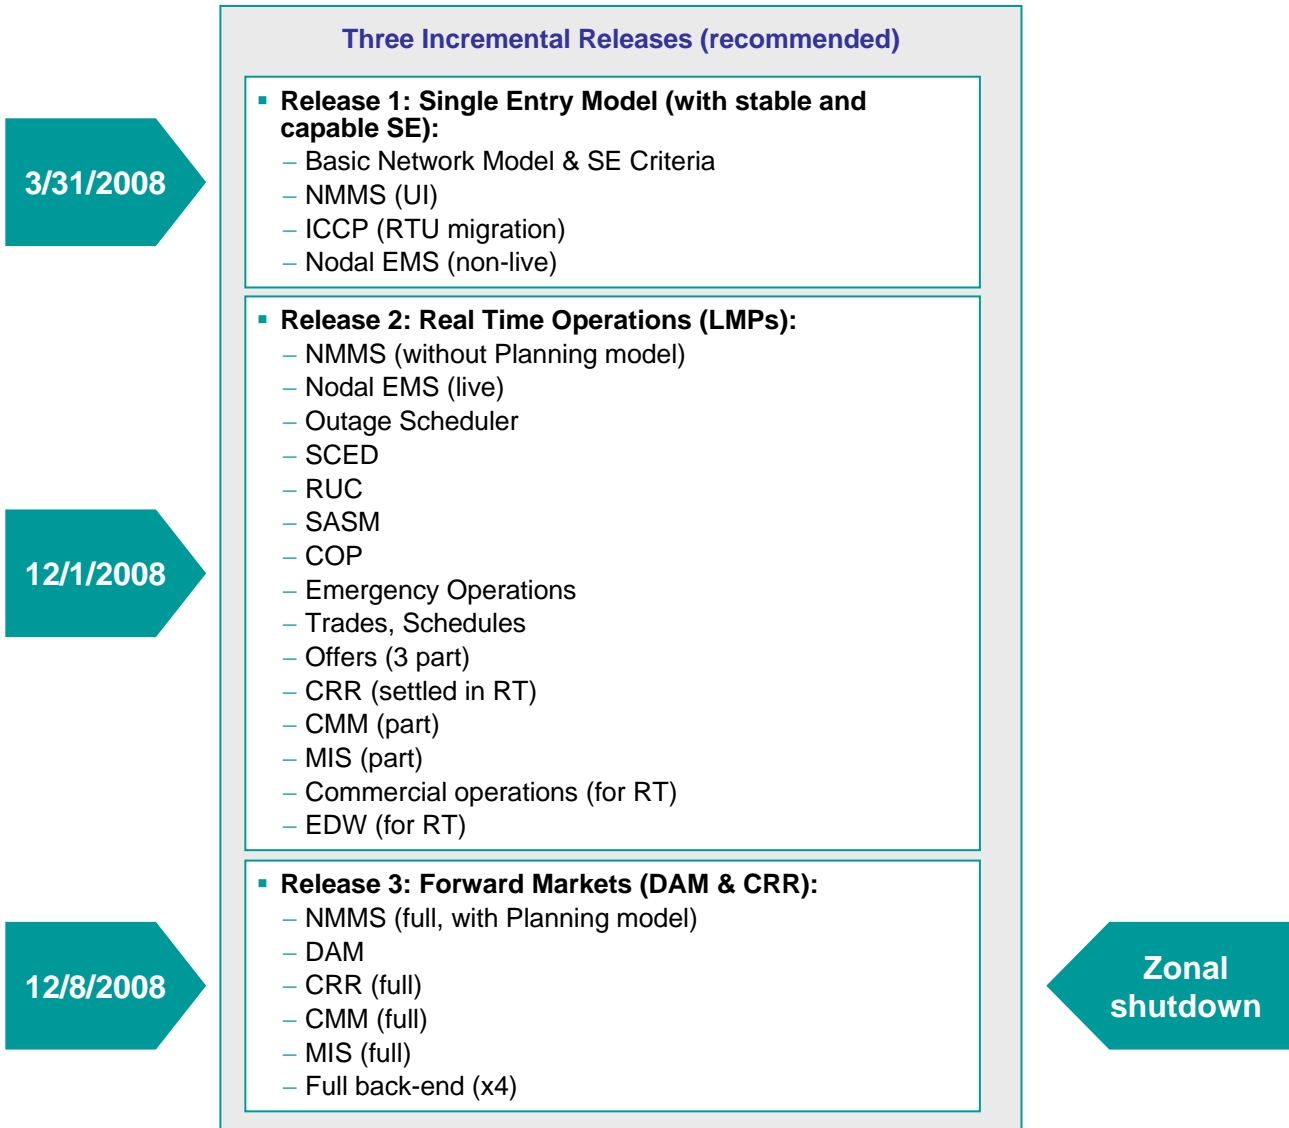 Three Incremental Releases (recommended)
3/31/2008
▪ Release 1: Single Entry Model (with stable and
capable SE):
– Basic Network Model & SE Criteria
– NMMS (UI)
– ICCP (RTU migration)
– Nodal EMS (non-live)
12/1/2008
▪ Release 2: Real Time Operations (LMPs):
– NMMS (without Planning model)
– Nodal EMS (live)
– Outage Scheduler
– SCED
– RUC
– SASM
– COP
– Emergency Operations
– Trades, Schedules
– Offers (3 part)
– CRR (settled in RT)
– CMM (part)
– MIS (part)
– Commercial operations (for RT)
– EDW (for RT)
12/8/2008
▪ Release 3: Forward Markets (DAM & CRR):
– NMMS (full, with Planning model)
– DAM
– CRR (full)
– CMM (full)
– MIS (full)
– Full back-end (x4)
Zonal
shutdown